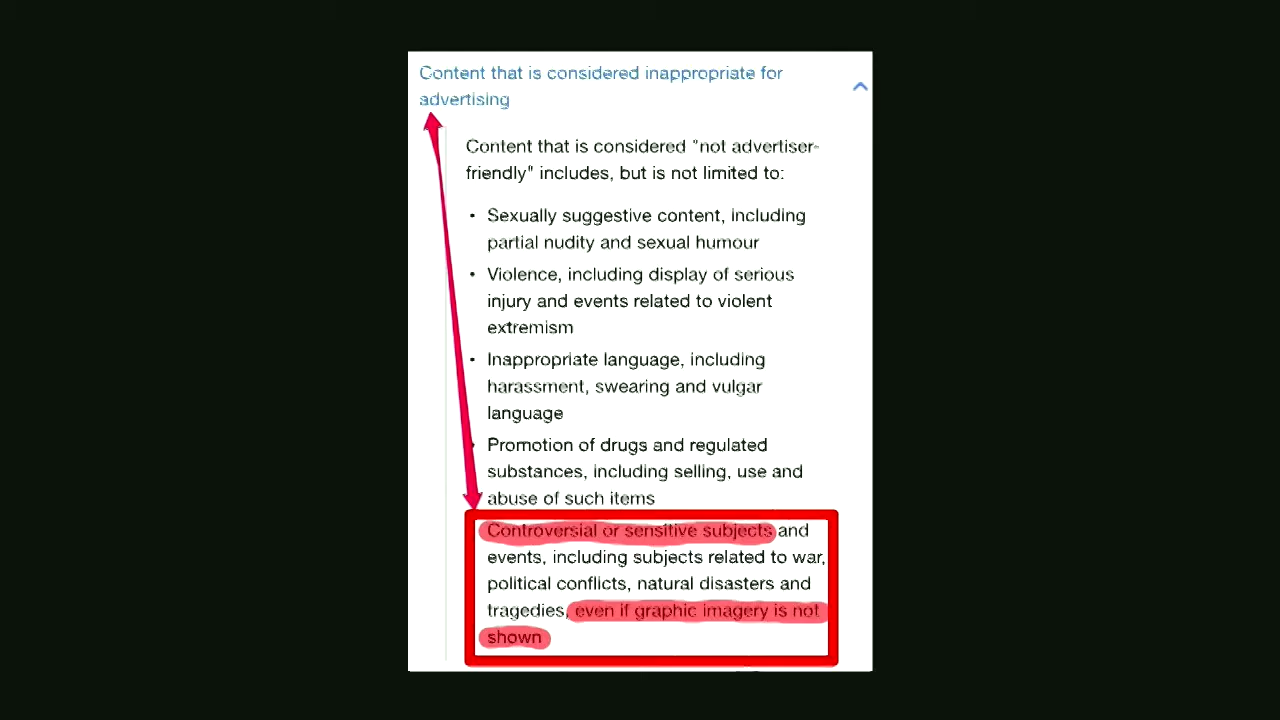 Content that is considered inappropriate for
advertising
Content that is considered "not advertiser-
friendly" includes, but is not limited to:
• Sexually suggestive content, including
partial nudity and sexual humour
• Violence, including display of serious
injury and events related to violent
extremism
• Inappropriate language, including
harassment, swearing and vulgar
language
• Promotion of drugs and regulated
substances, including selling, use and
abuse of such items
Controversial or sensitive subjects and
events, including subjects related to war,
political conflicts, natural disasters and
tragedies, even if graphic imagery is not
shown